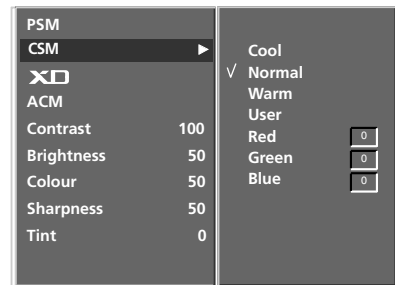 PSM
CSM ▶
XD
ACM
Contrast 100
Brightness 50
Colour 50
Sharpness 50
Tint 0
Cool
√ Normal
Warm
User
Red 0
Green 0
Blue 0